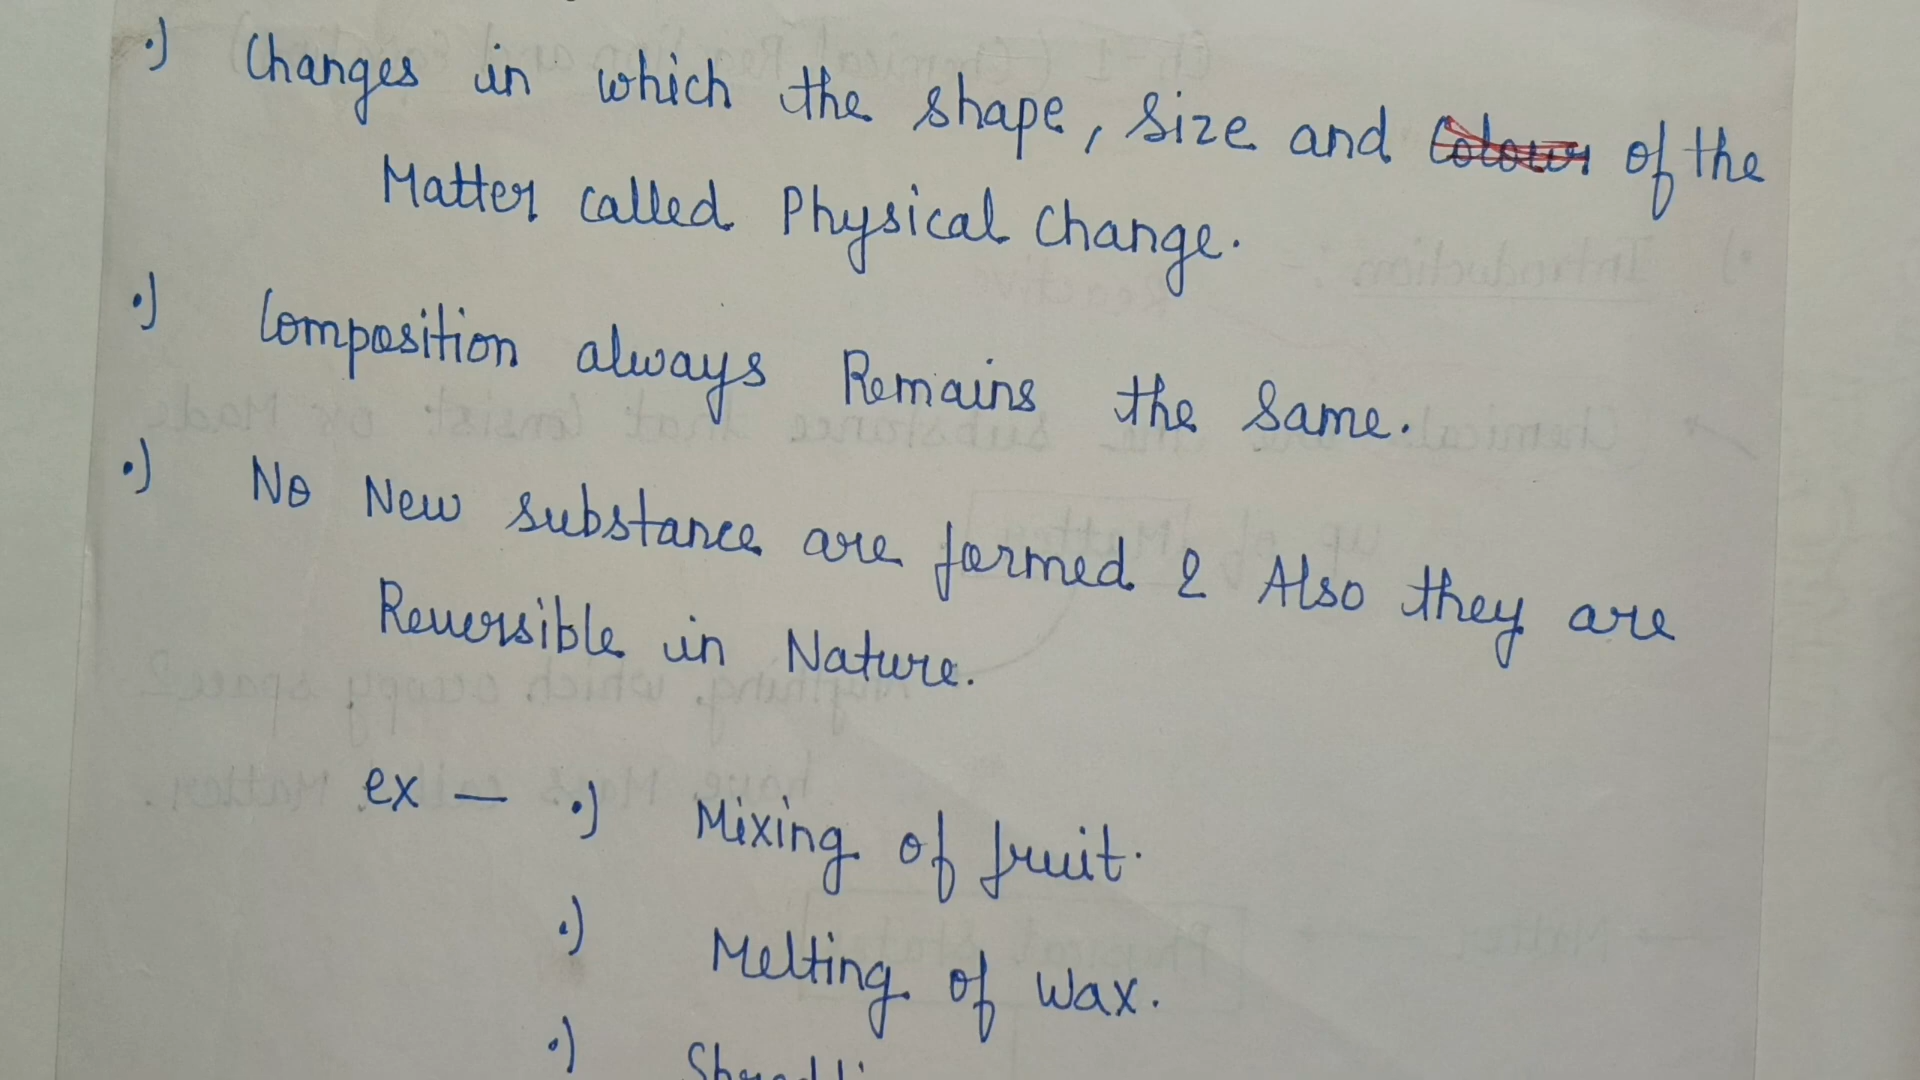 •) Changes in which the shape, size and Colour of the
Matter called Physical Change.
•) Composition always Remains the Same.
•) No New substance are formed & Also they are
Reversible in Nature.
ex — •) Mixing of fruit.
•) Melting of Wax.
•)